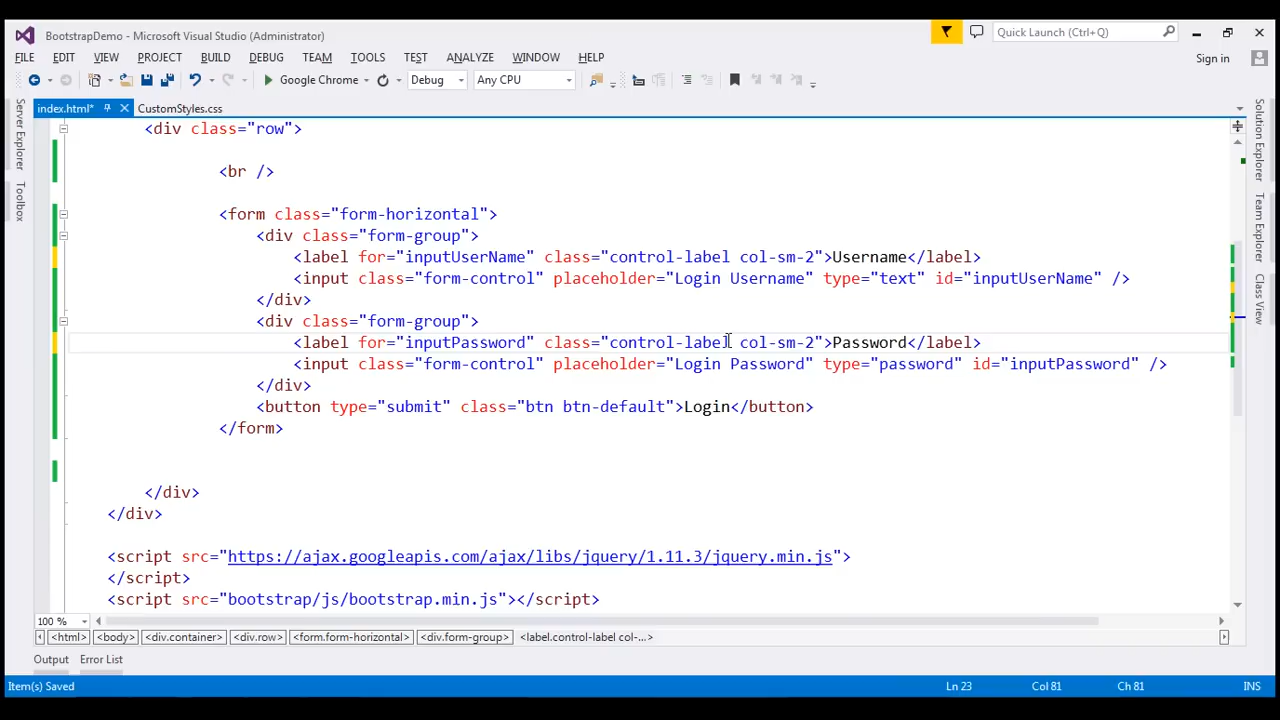 BootstrapDemo - Microsoft Visual Studio (Administrator)
Quick Launch (Ctrl+Q)
FILE EDIT VIEW PROJECT BUILD DEBUG TEAM TOOLS TEST ANALYZE WINDOW HELP
Sign in
Google Chrome Debug Any CPU
index.html* CustomStyles.css
Server Explorer
Toolbox
Solution Explorer
Team Explorer
Class View
<div class="row">
<br />
<form class="form-horizontal">
<div class="form-group">
<label for="inputUserName" class="control-label col-sm-2">Username</label>
<input class="form-control" placeholder="Login Username" type="text" id="inputUserName" />
</div>
<div class="form-group">
<label for="inputPassword" class="control-label col-sm-2">Password</label>
<input class="form-control" placeholder="Login Password" type="password" id="inputPassword" />
</div>
<button type="submit" class="btn btn-default">Login</button>
</form>
</div>
</div>
<script src="https://ajax.googleapis.com/ajax/libs/jquery/1.11.3/jquery.min.js">
</script>
<script src="bootstrap/js/bootstrap.min.js"></script>
100 %
<html> <body> <div.container> <div.row> <form.form-horizontal> <div.form-group> <label.control-label col-...>
Output Error List
Item(s) Saved Ln 23 Col 81 Ch 81 INS